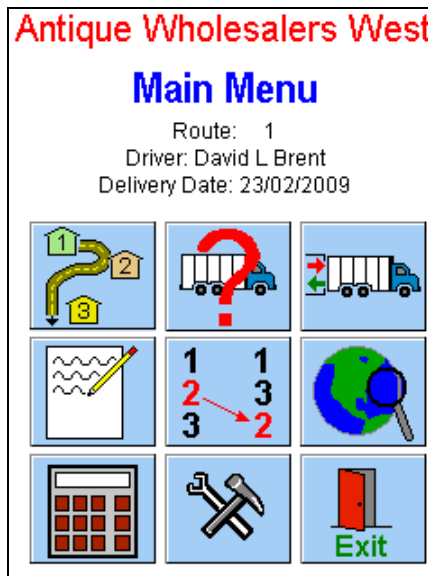 Antique Wholesalers West
Main Menu
Route: 1
Driver: David L Brent
Delivery Date: 23/02/2009
1
2
3
1 1
2 3
3 2
Exit